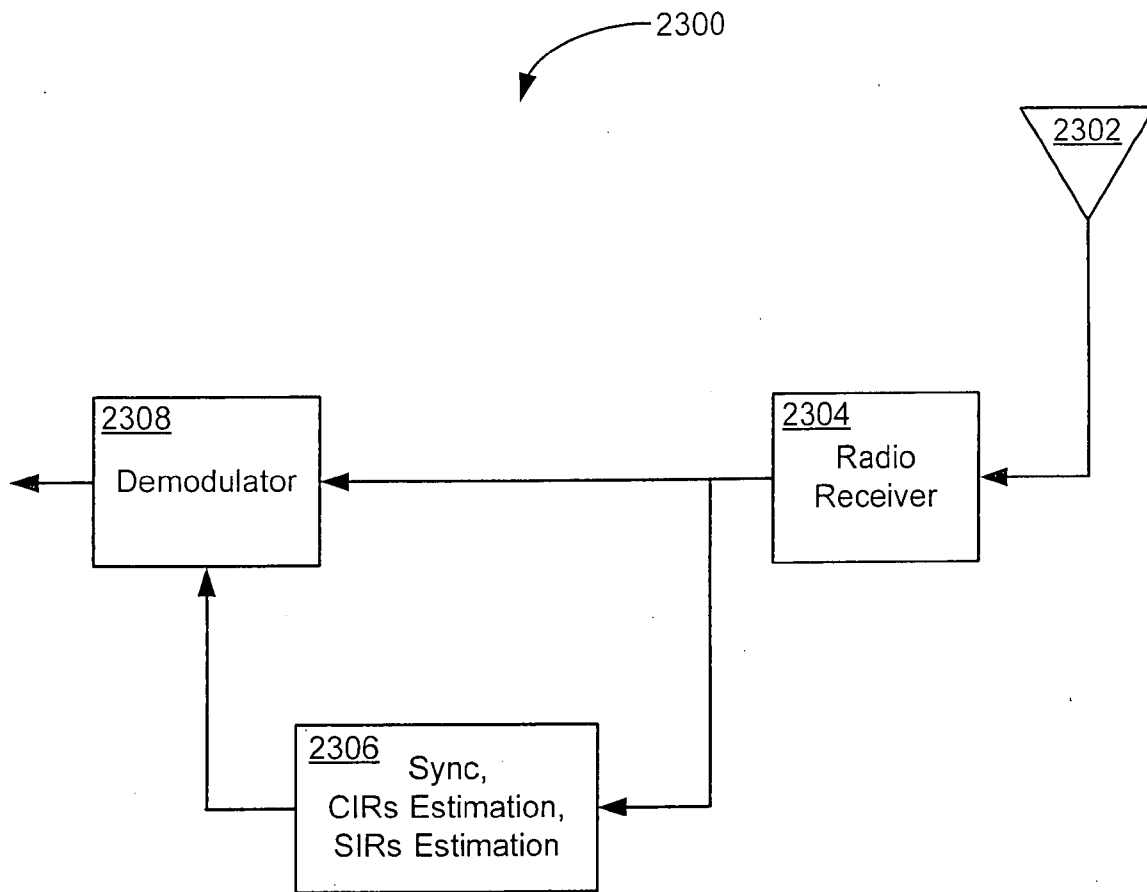 2300
2302
2308
Demodulator
2304
Radio
Receiver
2306
Sync,
CIRs Estimation,
SIRs Estimation